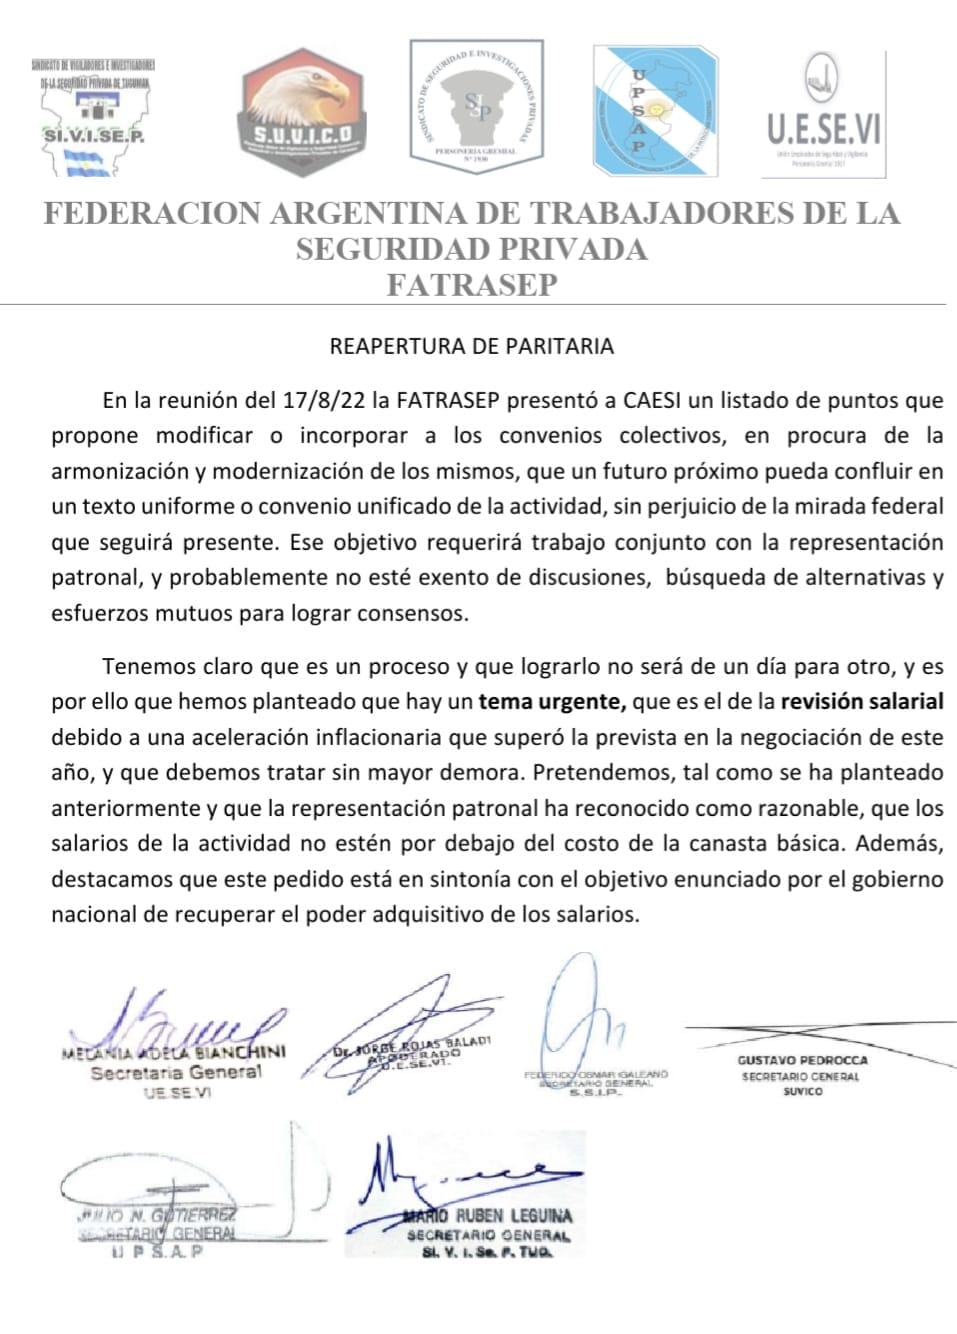 SINDICATO DE VIGILADORES E INVESTIGADORES
DE LA SEGURIDAD PRIVADA DE TUCUMAN
SI.V.I.SE.P.
S.U.V.I.C.O
SINDICATO DE SEGURIDAD E INVESTIGACIONES PRIVADAS
SIP
PERSONERIA GREMIAL
N° 1930
UPSAP
U.E.SE.VI
FEDERACION ARGENTINA DE TRABAJADORES DE LA
SEGURIDAD PRIVADA
FATRASEP
REAPERTURA DE PARITARIA
En la reunión del 17/8/22 la FATRASEP presentó a CAESI un listado de puntos que
propone modificar o incorporar a los convenios colectivos, en procura de la
armonización y modernización de los mismos, que un futuro próximo pueda confluir en
un texto uniforme o convenio unificado de la actividad, sin perjuicio de la mirada federal
que seguirá presente. Ese objetivo requerirá trabajo conjunto con la representación
patronal, y probablemente no esté exento de discusiones, búsqueda de alternativas y
esfuerzos mutuos para lograr consensos.
Tenemos claro que es un proceso y que lograrlo no será de un día para otro, y es
por ello que hemos planteado que hay un tema urgente, que es el de la revisión salarial
debido a una aceleración inflacionaria que superó la prevista en la negociación de este
año, y que debemos tratar sin mayor demora. Pretendemos, tal como se ha planteado
anteriormente y que la representación patronal ha reconocido como razonable, que los
salarios de la actividad no estén por debajo del costo de la canasta básica. Además,
destacamos que este pedido está en sintonía con el objetivo enunciado por el gobierno
nacional de recuperar el poder adquisitivo de los salarios.
MELANIA ADELA BIANCHINI
Secretaria General
UE.SE.VI
Dr. JORGE ROJAS BALADI
APODERADO
U.E.SE.VI.
FEDERICO OSMAR GALEANO
SECRETARIO GENERAL
S.S.I.P.
GUSTAVO PEDROCCA
SECRETARIO GENERAL
SUVICO
JULIO N. GUTIERREZ
SECRETARIO GENERAL
U P S.A.P
MARIO RUBEN LEGUINA
SECRETARIO GENERAL
SI. V. I. Se. P. TUC.